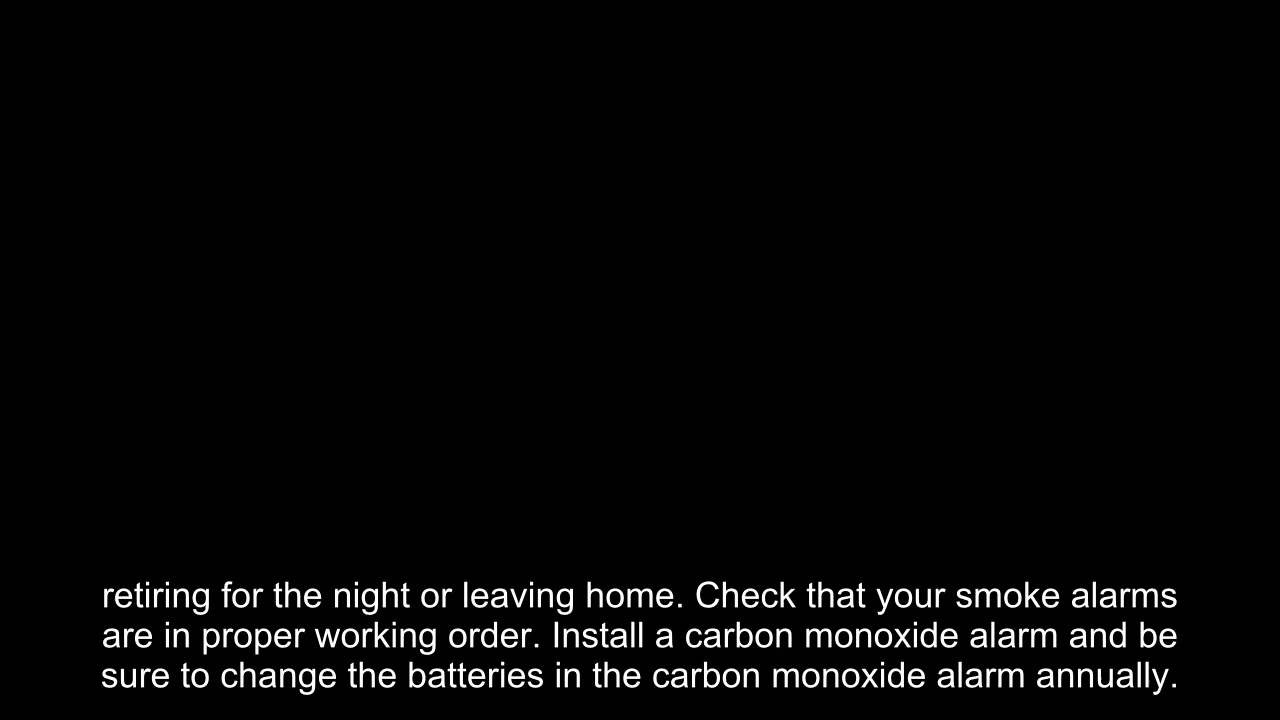 retiring for the night or leaving home. Check that your smoke alarms
are in proper working order. Install a carbon monoxide alarm and be
sure to change the batteries in the carbon monoxide alarm annually.